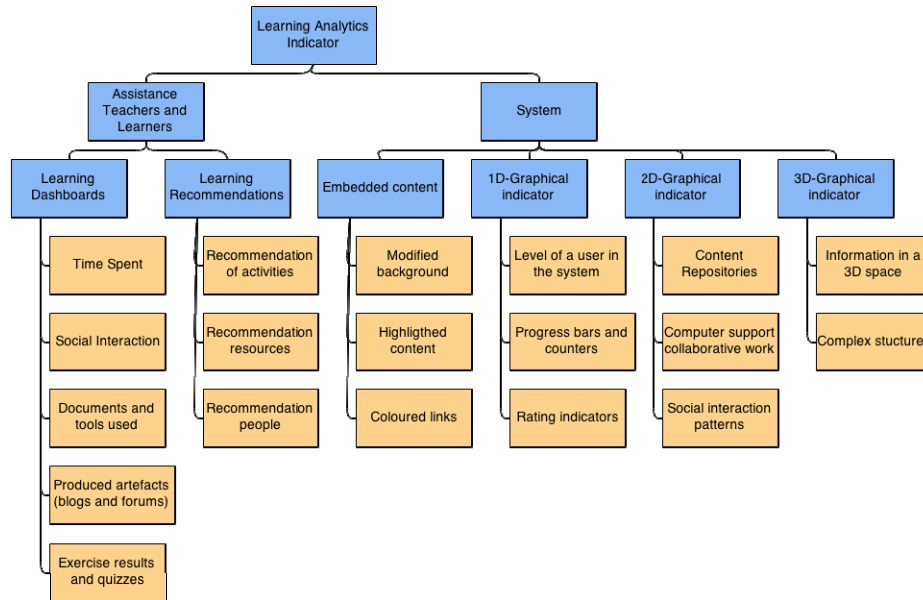 Learning Analytics
Indicator
Assistance
Teachers and
Learners
System
Learning
Dashboards
Learning
Recommendations
Embedded content
1D-Graphical
indicator
2D-Graphical
indicator
3D-Graphical
indicator
Time Spent
Recommendation
of activities
Modified
background
Level of a user in
the system
Content
Repositories
Information in a
3D space
Social Interaction
Recommendation
resources
Highligthed
content
Progress bars and
counters
Computer support
collaborative work
Complex stucture
Documents and
tools used
Recommendation
people
Coloured links
Rating indicators
Social interaction
patterns
Produced artefacts
(blogs and forums)
Exercise results
and quizzes